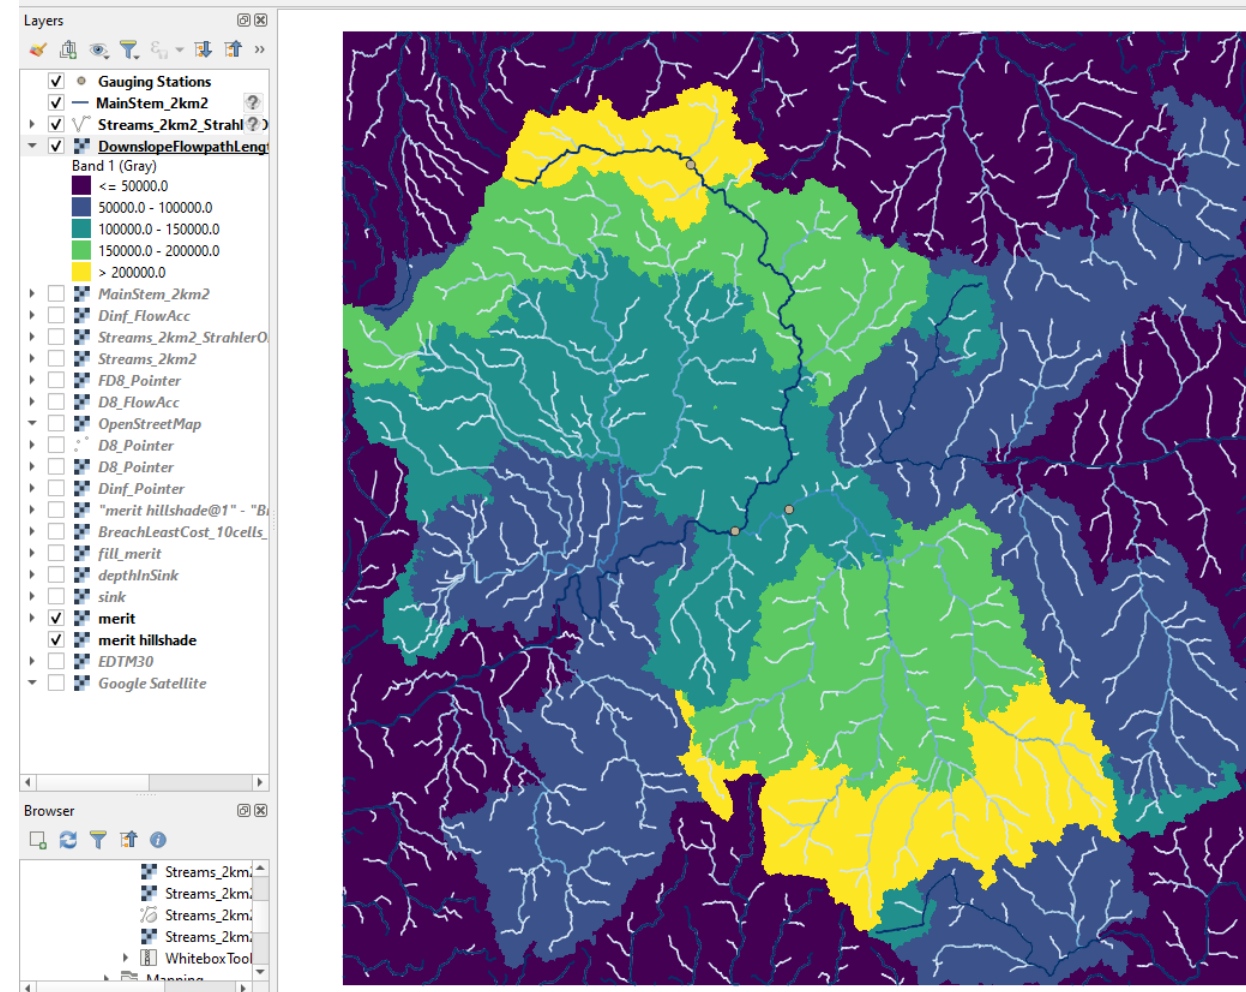 Layers
Gauging Stations
MainStem_2km2
Streams_2km2_Strahl
DownslopeFlowpathLengt
Band 1 (Gray)
<= 50000.0
50000.0 - 100000.0
100000.0 - 150000.0
150000.0 - 200000.0
> 200000.0
MainStem_2km2
Dinf_FlowAcc
Streams_2km2_StrahlerO
Streams_2km2
FD8_Pointer
D8_FlowAcc
OpenStreetMap
D8_Pointer
D8_Pointer
Dinf_Pointer
"merit hillshade@1" - "B
BreachLeastCost_10cells_
fill_merit
depthInSink
sink
merit
merit hillshade
EDTM30
Google Satellite
Browser
Streams_2km
Streams_2km
Streams_2km
Streams_2km
WhiteboxTool
Mapping